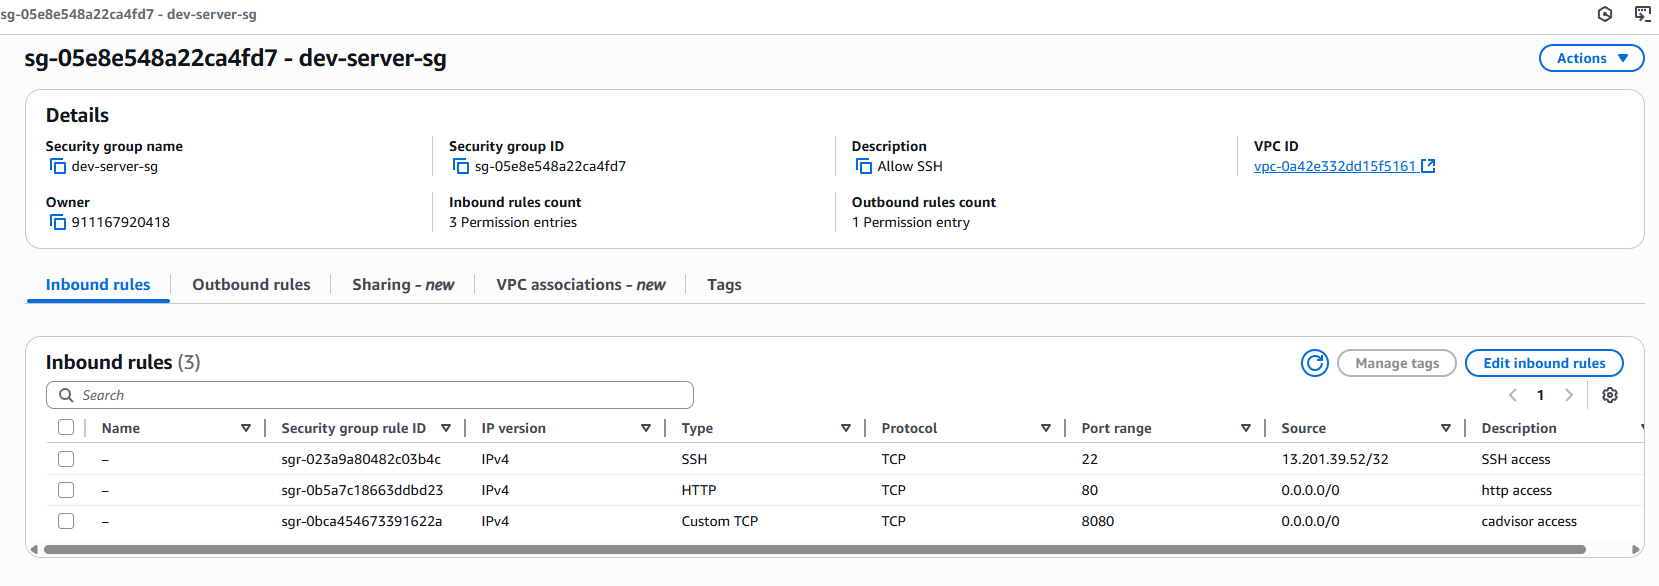 sg-05e8e548a22ca4fd7 - dev-server-sg
sg-05e8e548a22ca4fd7 - dev-server-sg
Actions
Details
Security group name
dev-server-sg
Security group ID
sg-05e8e548a22ca4fd7
Description
Allow SSH
VPC ID
vpc-0a42e332dd15f5161
Owner
911167920418
Inbound rules count
3 Permission entries
Outbound rules count
1 Permission entry
Inbound rules Outbound rules Sharing - new VPC associations - new Tags
Inbound rules (3)
Manage tags Edit inbound rules
Search
1
Name Security group rule ID IP version Type Protocol Port range Source Description
– sgr-023a9a80482c03b4c IPv4 SSH TCP 22 13.201.39.52/32 SSH access
– sgr-0b5a7c18663ddbd23 IPv4 HTTP TCP 80 0.0.0.0/0 http access
– sgr-0bca454673391622a IPv4 Custom TCP TCP 8080 0.0.0.0/0 cadvisor access